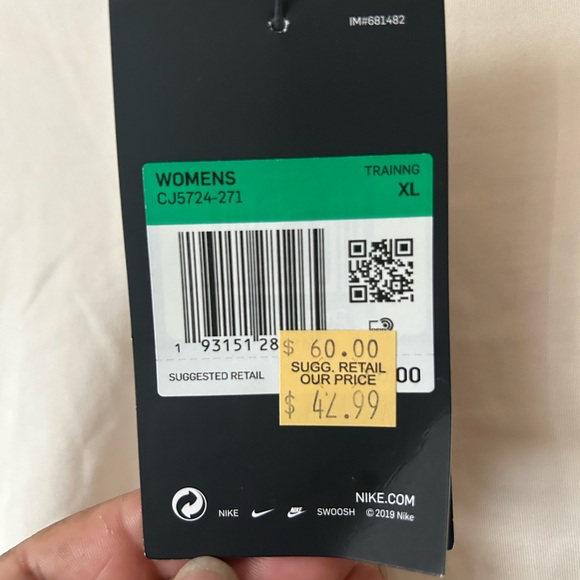 IM#681482
WOMENS
CJ5724-271
TRAINNG
XL
1 93151 28
$ 60.00
SUGG. RETAIL
OUR PRICE
$ 42.99
SUGGESTED RETAIL
00
NIKE.COM
NIKE NIKE SWOOSH © 2019 Nike